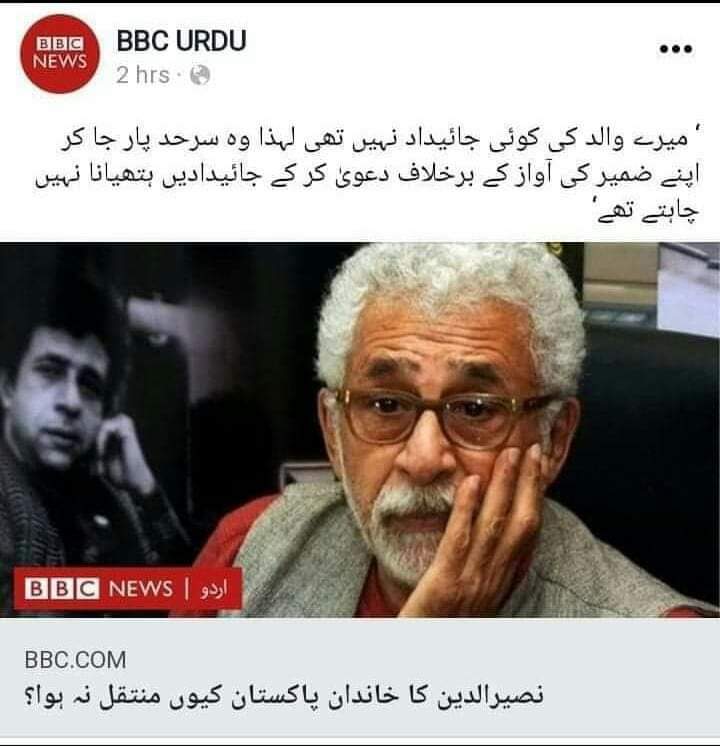 BBC
NEWS
BBC URDU
2 hrs ·
' میرے والد کی کوئی جائیداد نہیں تھی لہذا وہ سرحد پار جا کر
اپنے ضمیر کی آواز کے برخلاف دعویٰ کر کے جائیدادیں ہتھیانا نہیں
چاہتے تھے'
BBC NEWS | اردو
BBC.COM
نصیرالدین کا خاندان پاکستان کیوں منتقل نہ ہوا؟